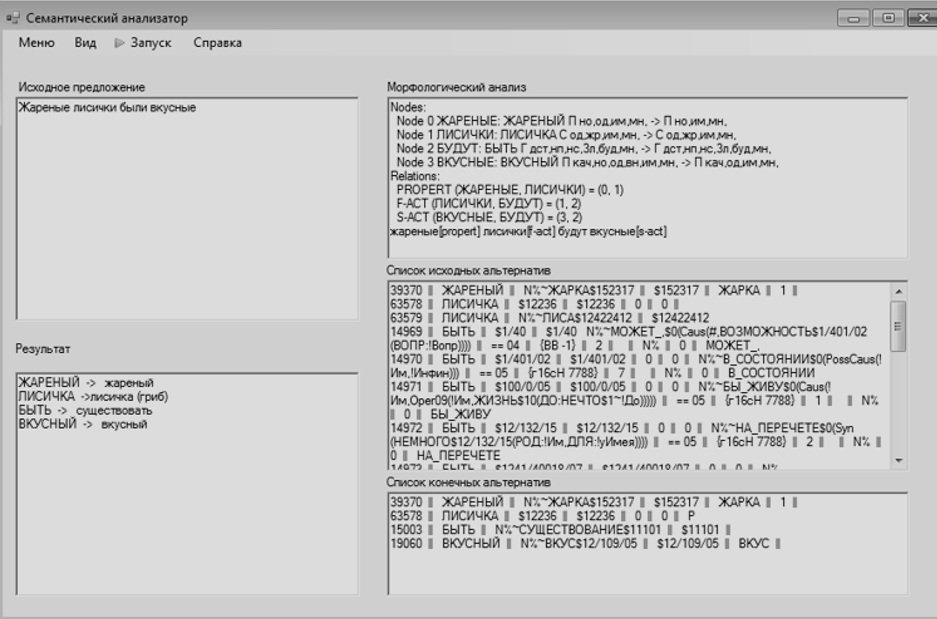 Семантический анализатор
Меню Вид Запуск Справка
Исходное предложение
Жареные лисички были вкусные
Результат
ЖАРЕНЫЙ -> жареный
ЛИСИЧКА ->лисичка (гриб)
БЫТЬ -> существовать
ВКУСНЫЙ -> вкусный
Морфологический анализ
Nodes:
Node 0 ЖАРЕНЫЕ: ЖАРЕНЫЙ П но,од,им,мн, -> П но,им,мн,
Node 1 ЛИСИЧКИ: ЛИСИЧКА С од,жр,им,мн, -> С од,жр,им,мн,
Node 2 БУДУТ: БЫТЬ Г дст,нп,нс,3л,буд,мн, -> Г дст,нп,нс,3л,буд,мн,
Node 3 ВКУСНЫЕ: ВКУСНЫЙ П кач,но,од,вн,им,мн, -> П кач,од,им,мн,
Relations:
PROPERT (ЖАРЕНЫЕ, ЛИСИЧКИ) = (0, 1)
F-ACT (ЛИСИЧКИ, БУДУТ) = (1, 2)
S-ACT (ВКУСНЫЕ, БУДУТ) = (3, 2)
жареные[propert] лисички[f-act] будут вкусные[s-act]
Список исходных альтернатив
39370 || ЖАРЕНЫЙ || N%~ЖАРКА$152317 || $152317 || ЖАРКА || 1 ||
63578 || ЛИСИЧКА || $12236 || $12236 || 0 || 0 ||
63579 || ЛИСИЧКА || N%~ЛИСА$12422412 || $12422412
14969 || БЫТЬ || $1/40 || $1/40 N%~МОЖЕТ_,$0(Caus(#,ВОЗМОЖНОСТЬ$1/401/02
(ВОПР:!Вопр)))) || == 04 || {ВВ -1} || 2 || || N% || 0 || МОЖЕТ_,
14970 || БЫТЬ || $1/401/02 || $1/401/02 || 0 || 0 || N%~В_СОСТОЯНИИ$0(PossCaus(!
Им,!Инфин))) || == 05 || {г16сН 7788} || 7 || || N% || 0 || В_СОСТОЯНИИ
14971 || БЫТЬ || $100/0/05 || $100/0/05 || 0 || 0 || N%~БЫ_ЖИВУ$0(Caus(!
Им,Oper09(!Им,ЖИЗНЬ$10(ДО:НЕЧТО$1~!До))))) || == 05 || {г16сН 7788} || 1 || || N%
|| 0 || БЫ_ЖИВУ
14972 || БЫТЬ || $12/132/15 || $12/132/15 || 0 || 0 || N%~НА_ПЕРЕЧЕТЕ$0(Syn
(НЕМНОГО$12/132/15(РОД:!Им,ДЛЯ:!уИмея)))) || == 05 || {г16сН 7788} || 2 || || N% ||
0 || НА_ПЕРЕЧЕТЕ
14973 || БЫТЬ || $1241/40018/07 || $1241/40018/07 || 0 || 0 || N%
Список конечных альтернатив
39370 || ЖАРЕНЫЙ || N%~ЖАРКА$152317 || $152317 || ЖАРКА || 1 ||
63578 || ЛИСИЧКА || $12236 || $12236 || 0 || 0 || Р
15003 || БЫТЬ || N%~СУЩЕСТВОВАНИЕ$11101 || $11101 ||
19060 || ВКУСНЫЙ || N%~ВКУС$12/109/05 || $12/109/05 || ВКУС ||